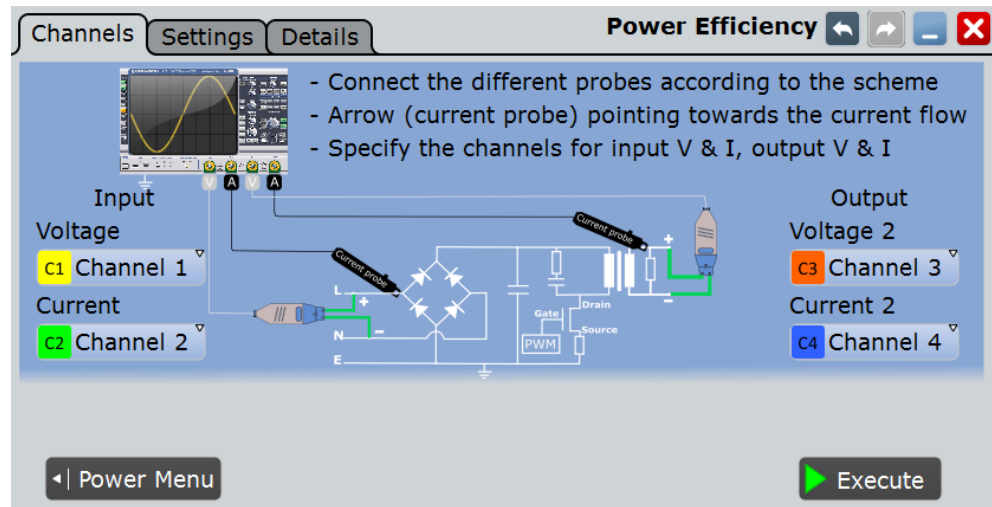 Channels Settings Details Power Efficiency
- Connect the different probes according to the scheme
- Arrow (current probe) pointing towards the current flow
- Specify the channels for input V & I, output V & I
V A V A
Input
Voltage
C1 Channel 1
Current
C2 Channel 2
Current probe
Current probe
L
+
N
-
E
Gate
Drain
Source
PWM
+
-
Output
Voltage 2
C3 Channel 3
Current 2
C4 Channel 4
Power Menu
Execute